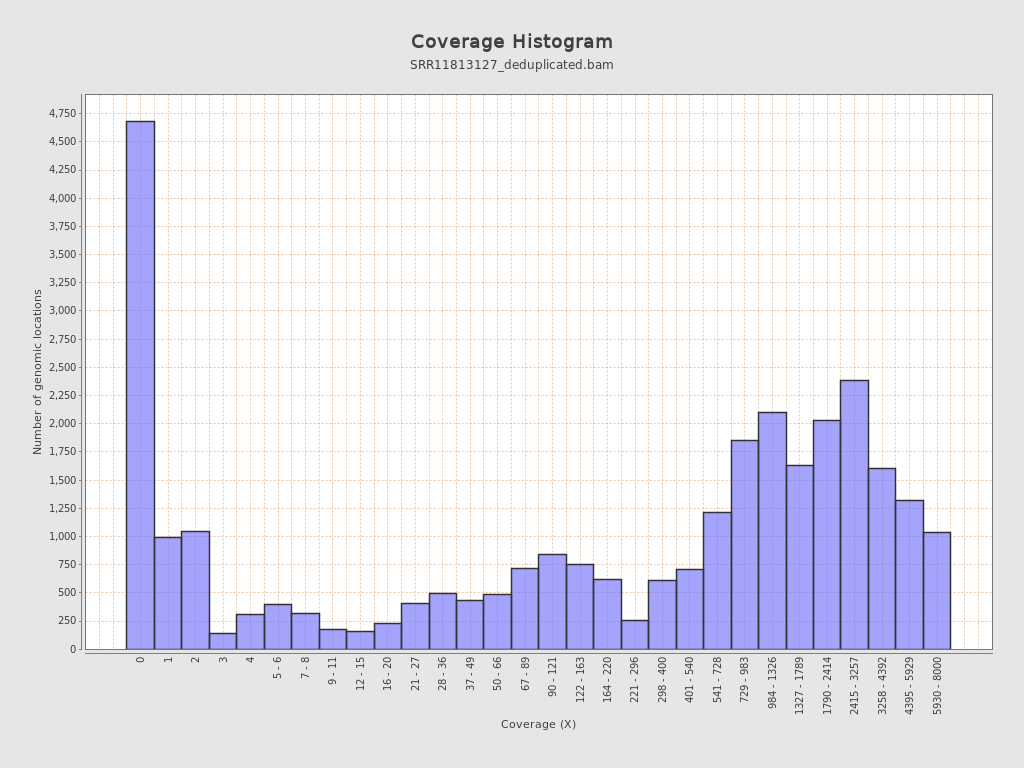 Coverage Histogram
SRR11813127_deduplicated.bam
Number of genomic locations
4,750
4,500
4,250
4,000
3,750
3,500
3,250
3,000
2,750
2,500
2,250
2,000
1,750
1,500
1,250
1,000
750
500
250
0
0
1
2
3
4
5 - 6
7 - 8
9 - 11
12 - 15
16 - 20
21 - 27
28 - 36
37 - 49
50 - 66
67 - 89
90 - 121
122 - 163
164 - 220
221 - 296
298 - 400
401 - 540
541 - 728
729 - 983
984 - 1326
1327 - 1789
1790 - 2414
2415 - 3257
3258 - 4392
4395 - 5929
5930 - 8000
Coverage (X)